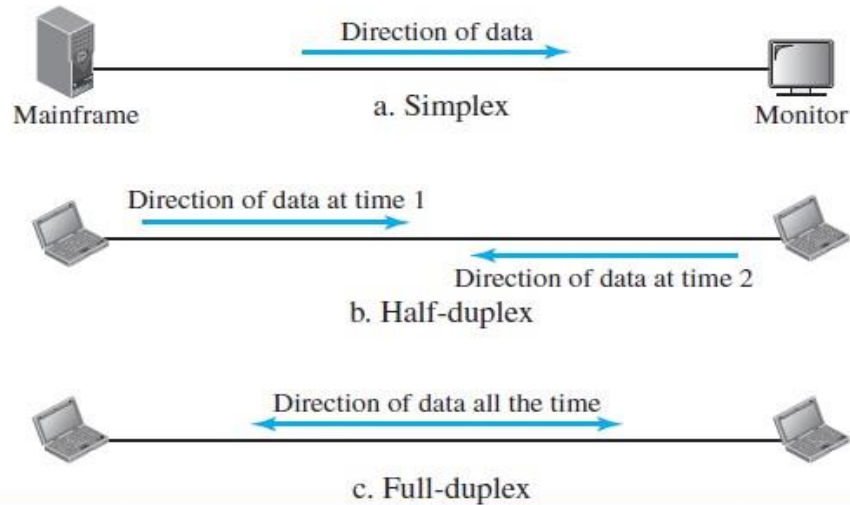 Direction of data
Mainframe
a. Simplex
Monitor
Direction of data at time 1
Direction of data at time 2
b. Half-duplex
Direction of data all the time
c. Full-duplex